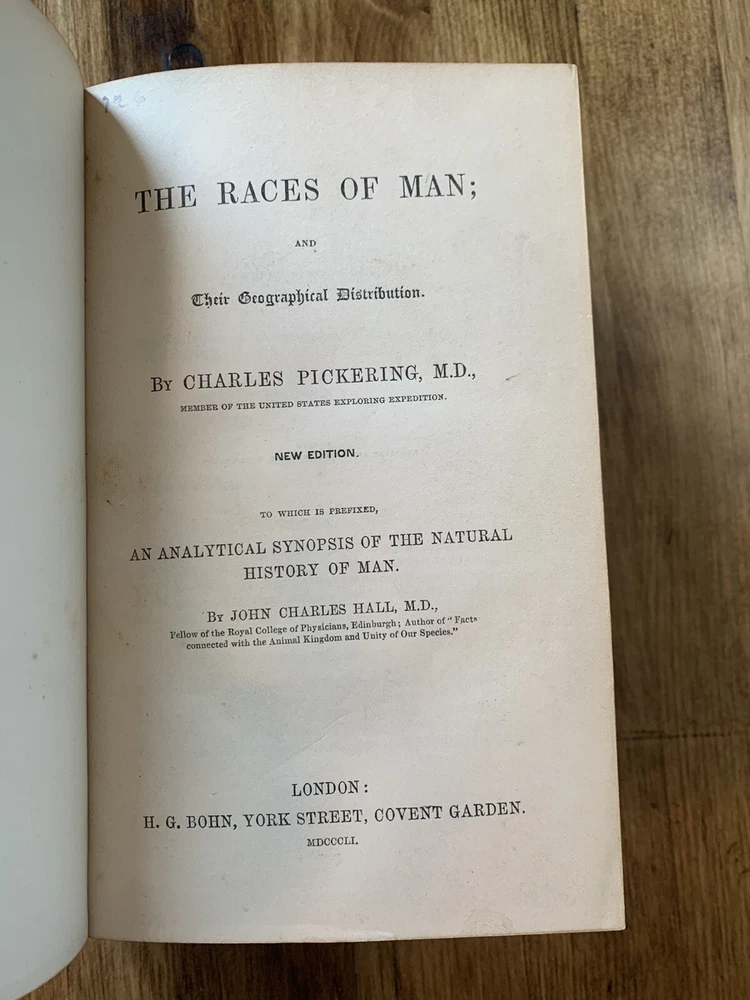 THE RACES OF MAN;
AND
Their Geographical Distribution.
BY CHARLES PICKERING, M.D.,
MEMBER OF THE UNITED STATES EXPLORING EXPEDITION.
NEW EDITION.
TO WHICH IS PREFIXED,
AN ANALYTICAL SYNOPSIS OF THE NATURAL
HISTORY OF MAN.
BY JOHN CHARLES HALL, M.D.,
Fellow of the Royal College of Physicians, Edinburgh; Author of "Facts
connected with the Animal Kingdom and Unity of Our Species."
LONDON:
H. G. BOHN, YORK STREET, COVENT GARDEN.
MDCCCLI.